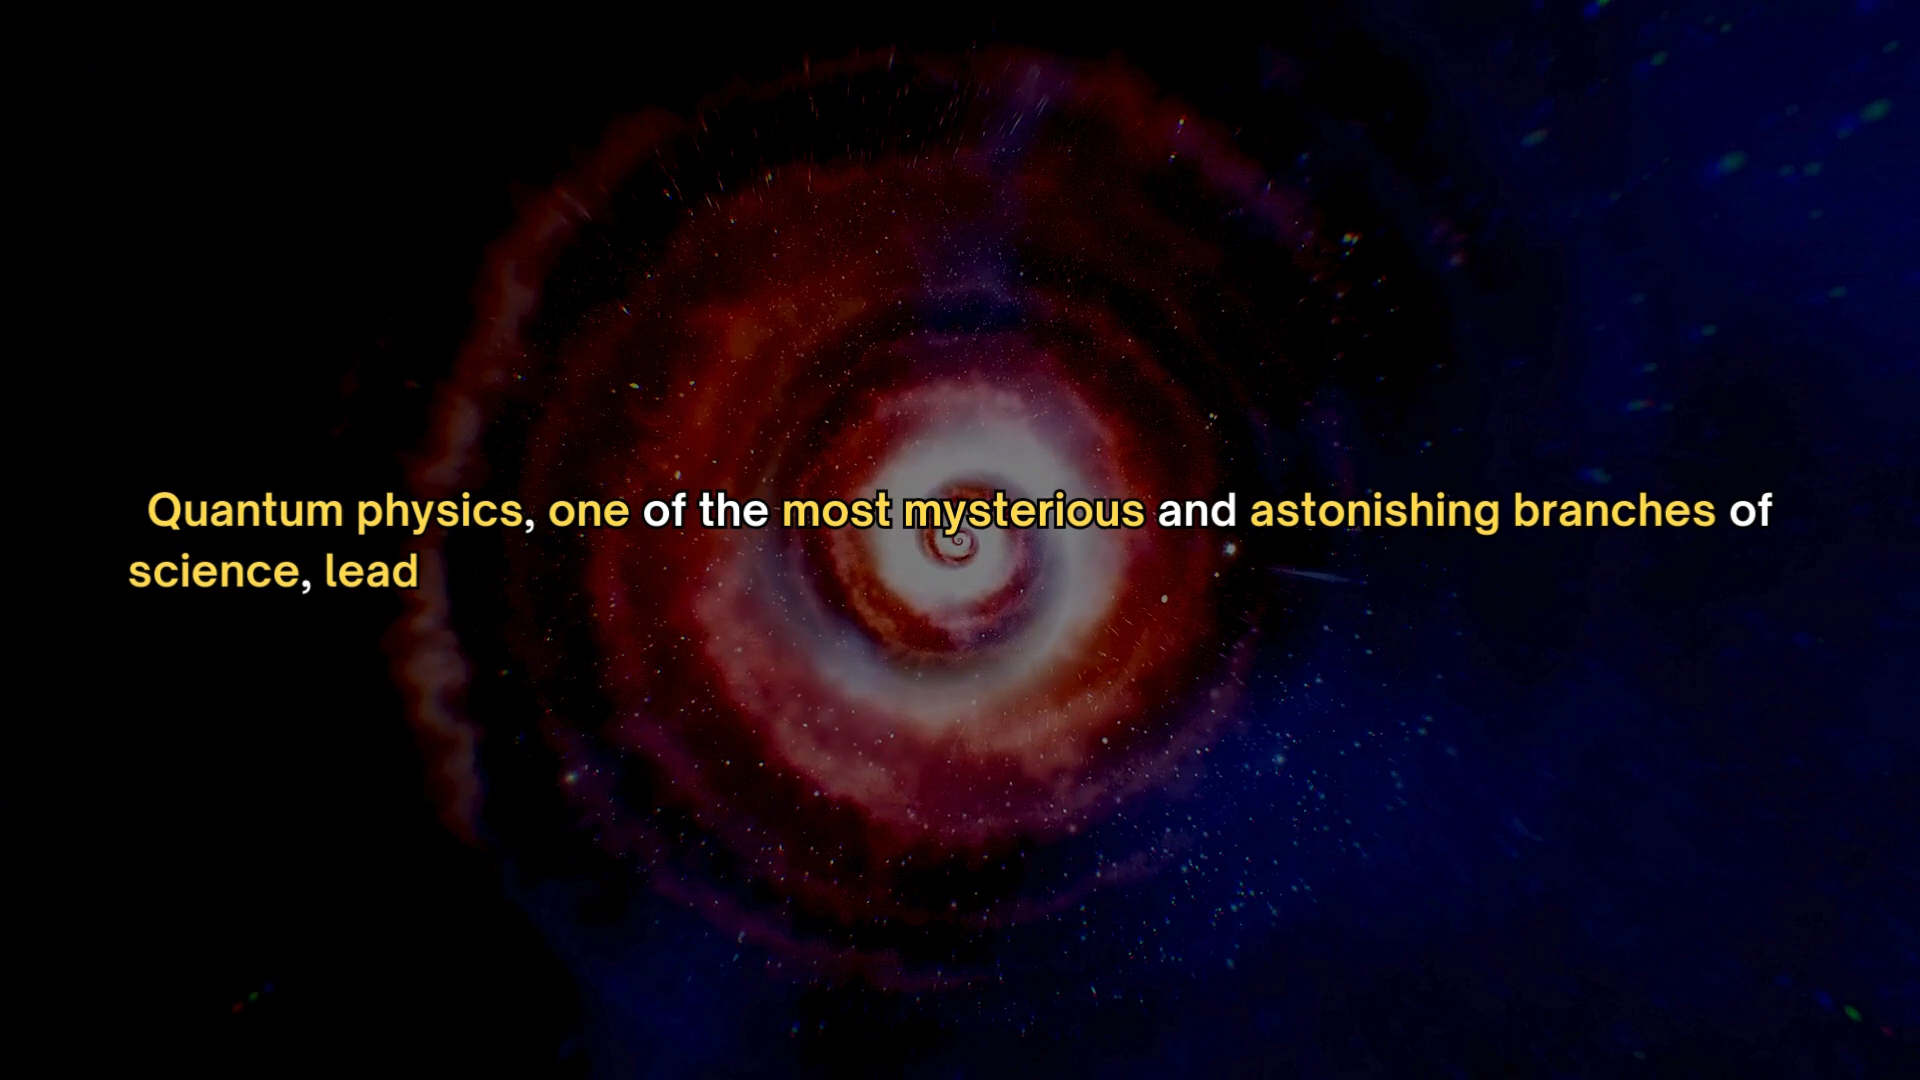 Quantum physics, one of the most mysterious and astonishing branches of
science, lead